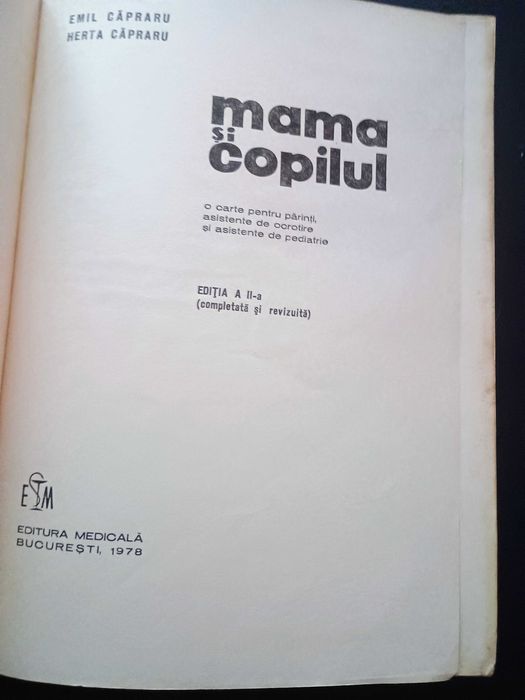 EMIL CĂPRARU
HERTA CĂPRARU
mama
și
copilul
o carte pentru părinți,
asistente de ocrotire
și asistente de pediatrie
EDIȚIA A II-a
(completată și revizuită)
ESM
EDITURA MEDICALĂ
BUCUREȘTI, 1978